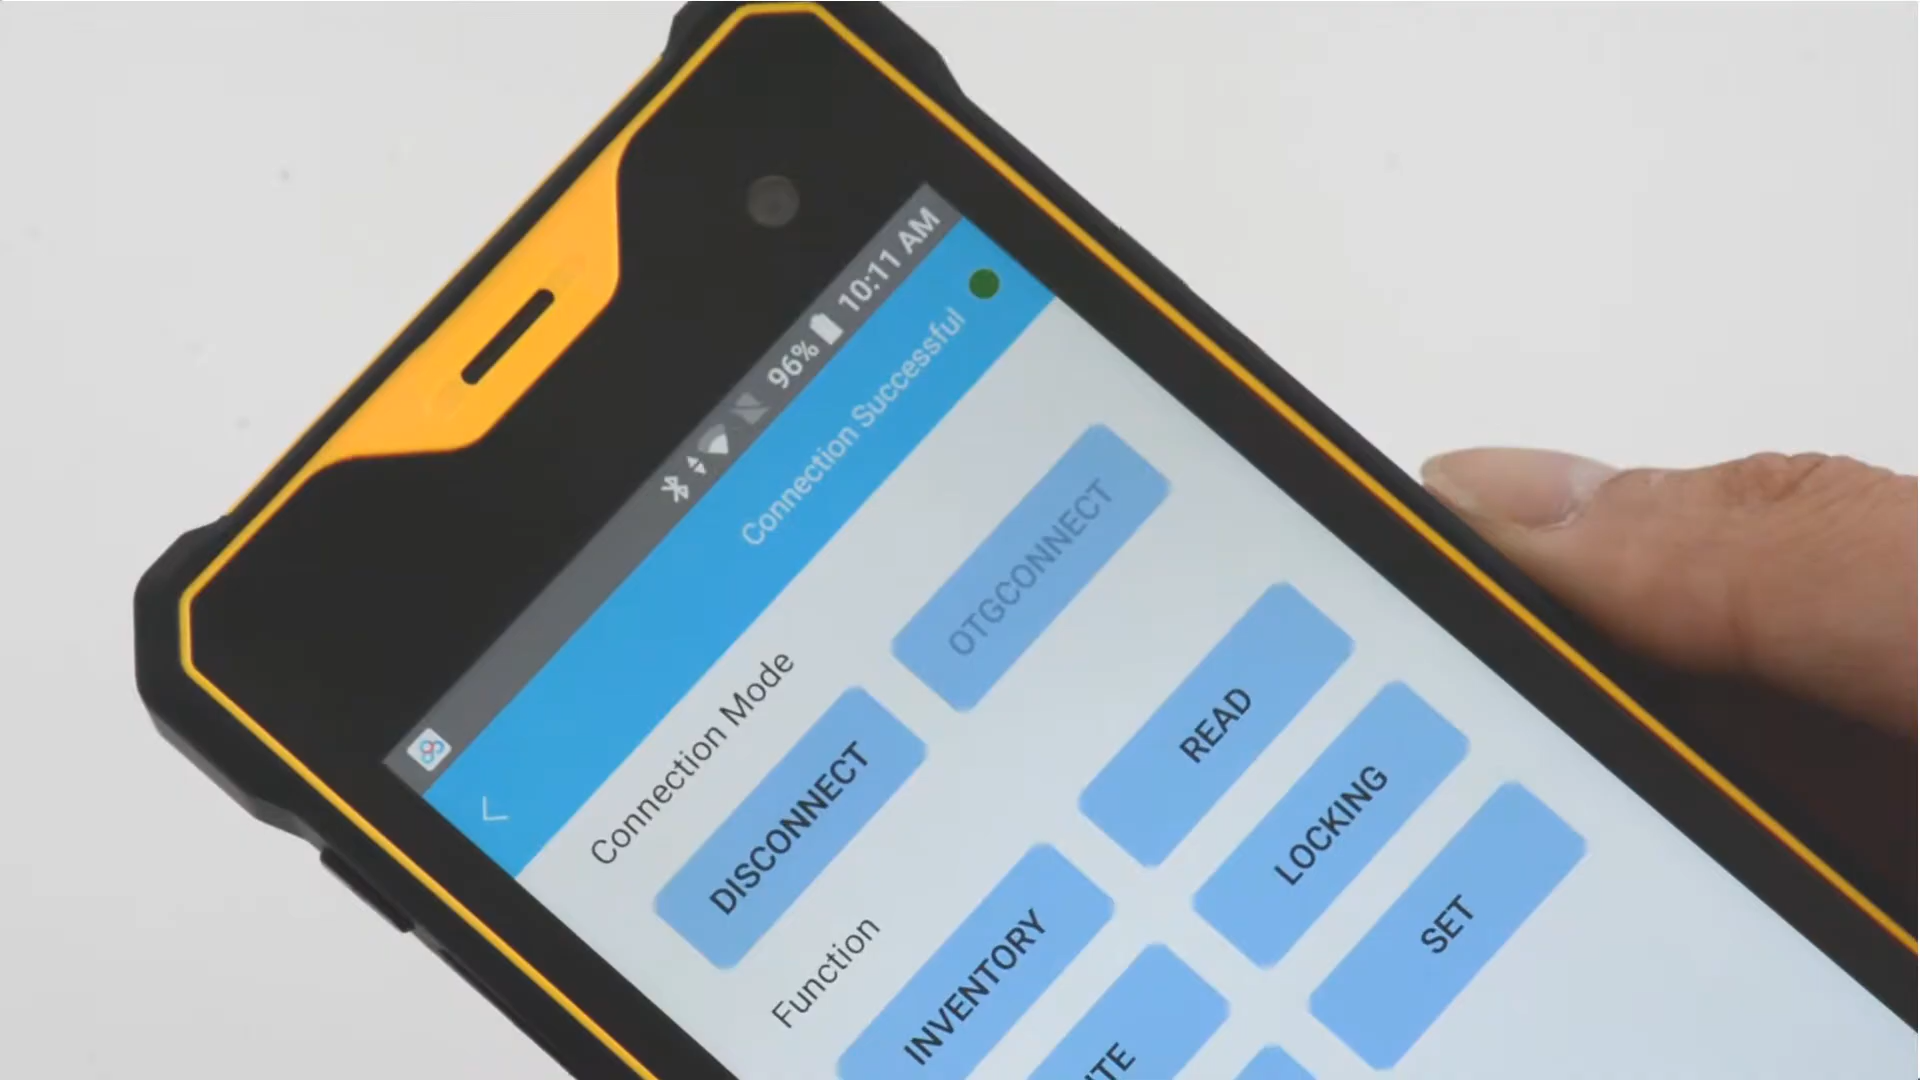 96% 10:11 AM
Connection Successful
Connection Mode
DISCONNECT OTGCONNECT
Function
INVENTORY READ
LOCKING
SET